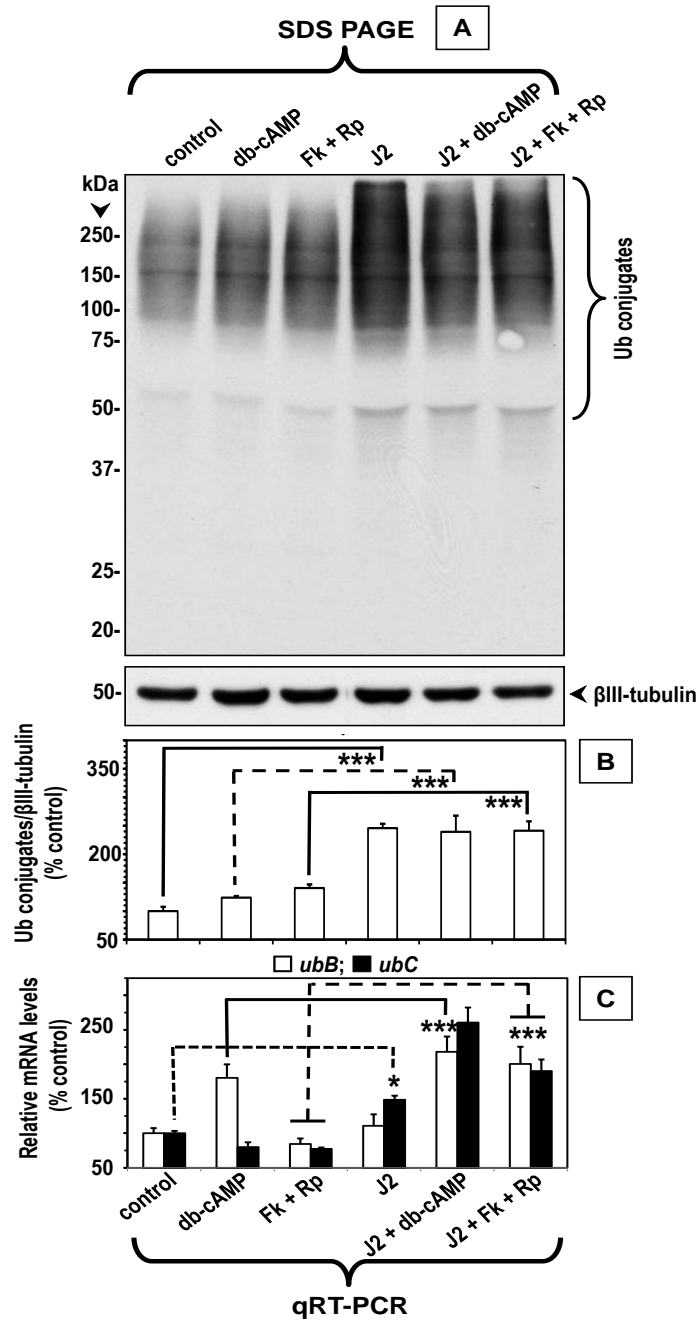 SDS PAGE A
control db-cAMP Fk + Rp J2 J2 + db-cAMP J2 + Fk + Rp
kDa
250-
150-
100-
75-
50-
37-
25-
20-
Ub conjugates
50-
βIII-tubulin
B
Ub conjugates/βIII-tubulin
(% control)
350
200
50
*** *** ***
ubB; ubC
C
Relative mRNA levels
(% control)
250
150
50
* *** ***
control db-cAMP Fk + Rp J2 J2 + db-cAMP J2 + Fk + Rp
qRT-PCR